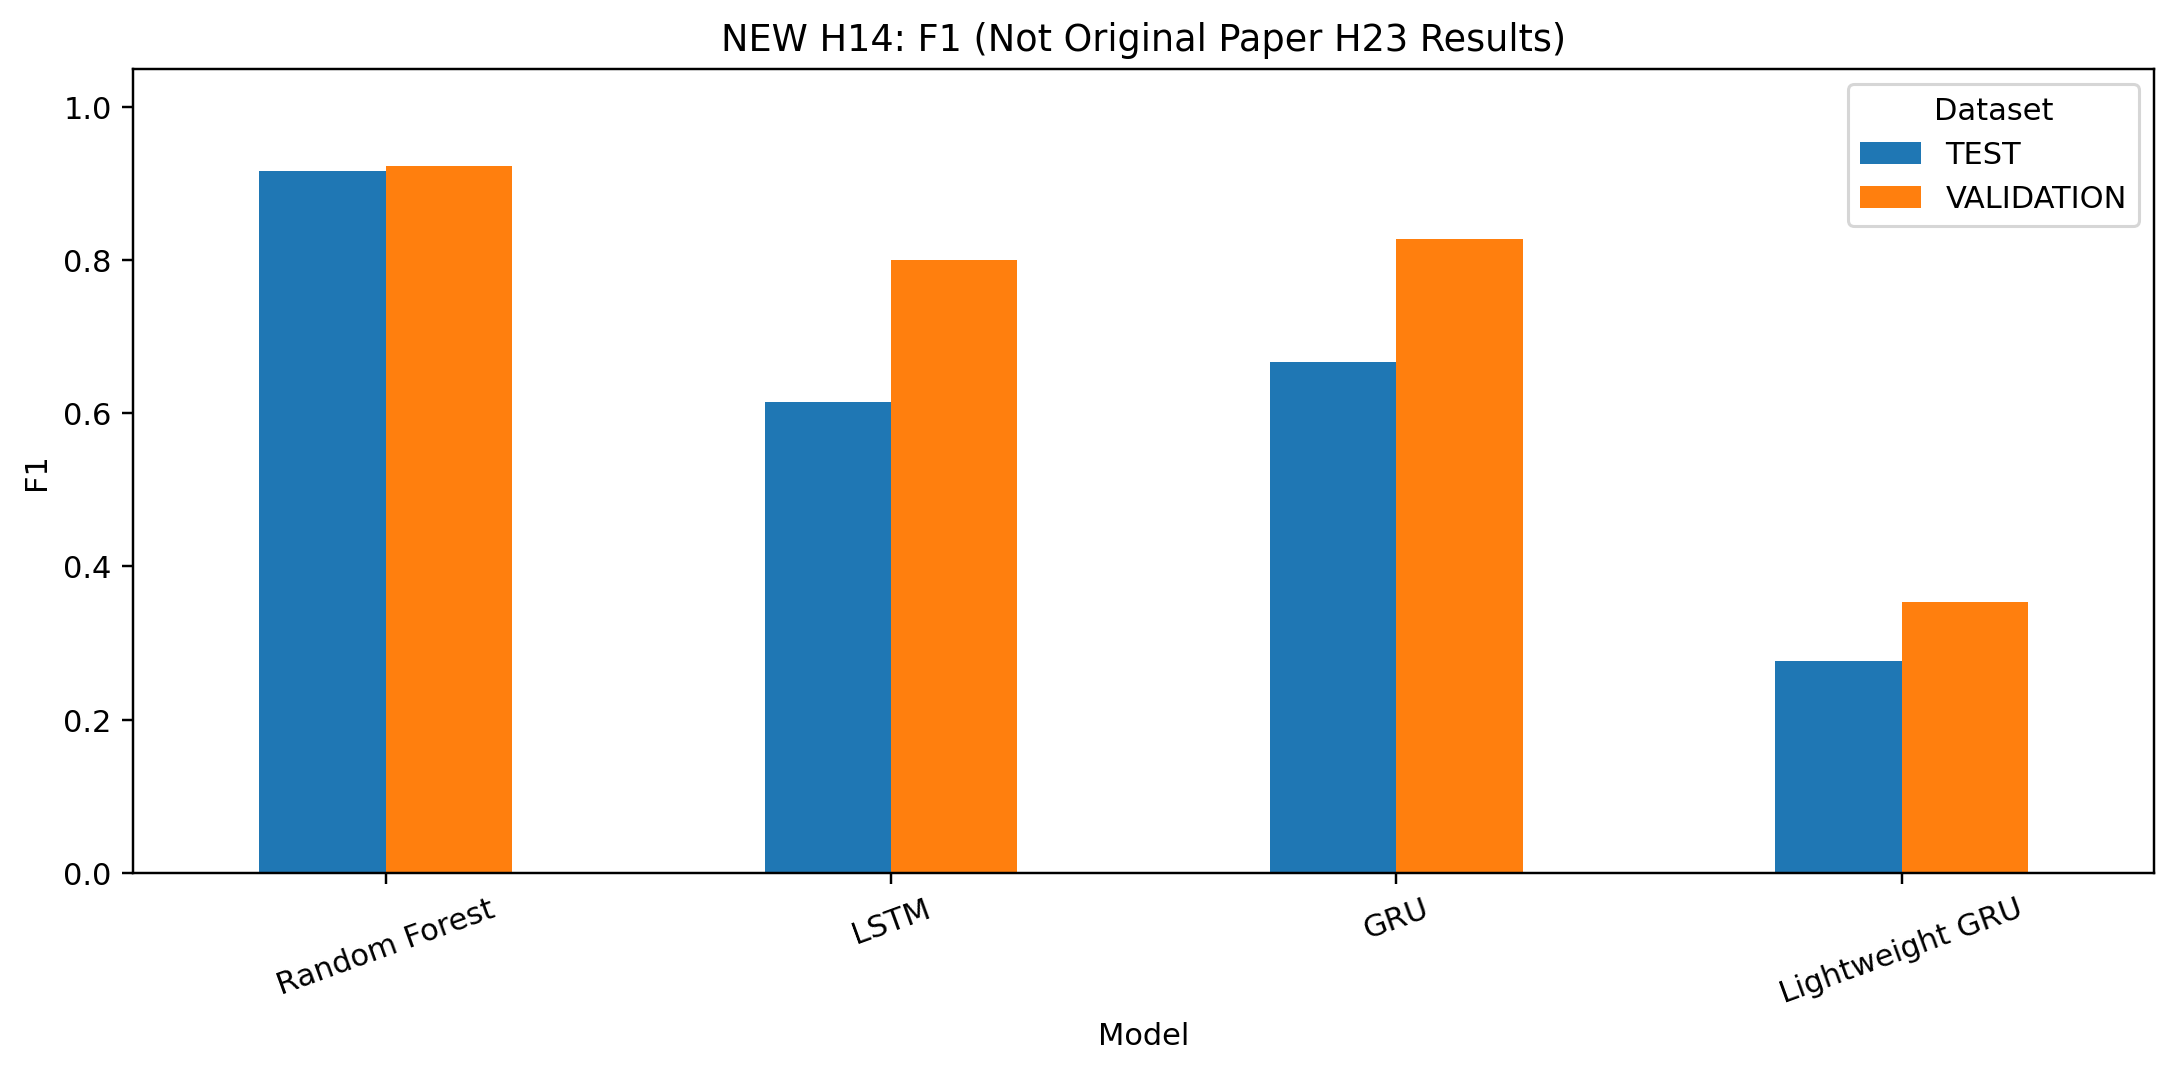 NEW H14: F1 (Not Original Paper H23 Results)
Dataset
TEST
VALIDATION
F1
1.0
0.8
0.6
0.4
0.2
0.0
Random Forest
LSTM
GRU
Lightweight GRU
Model